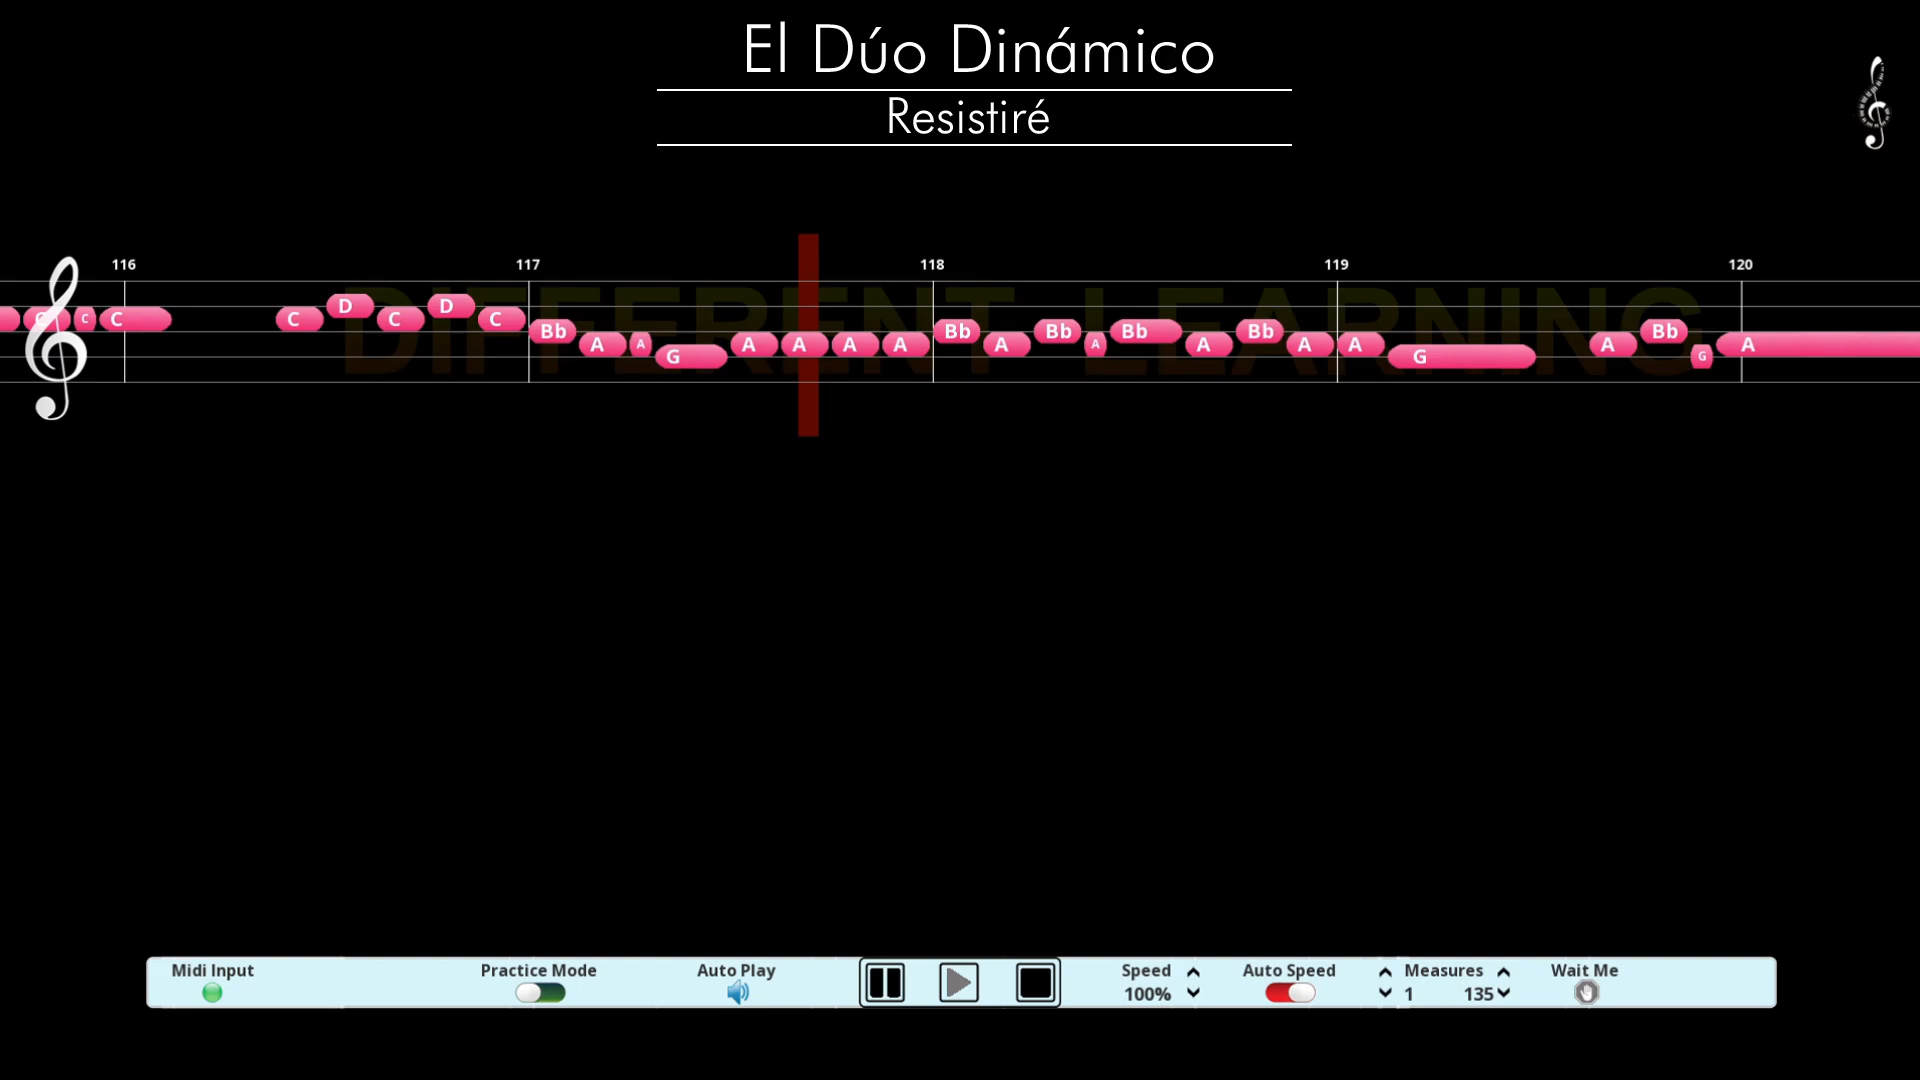 El Dúo Dinámico
Resistiré
116 117 118 119 120
DIFFERENT LEARNING
C C C C D C D C Bb A A G A A A A Bb A Bb A Bb A Bb A A G A Bb G A
Midi Input Practice Mode Auto Play Speed Auto Speed Measures Wait Me
100% 1 135